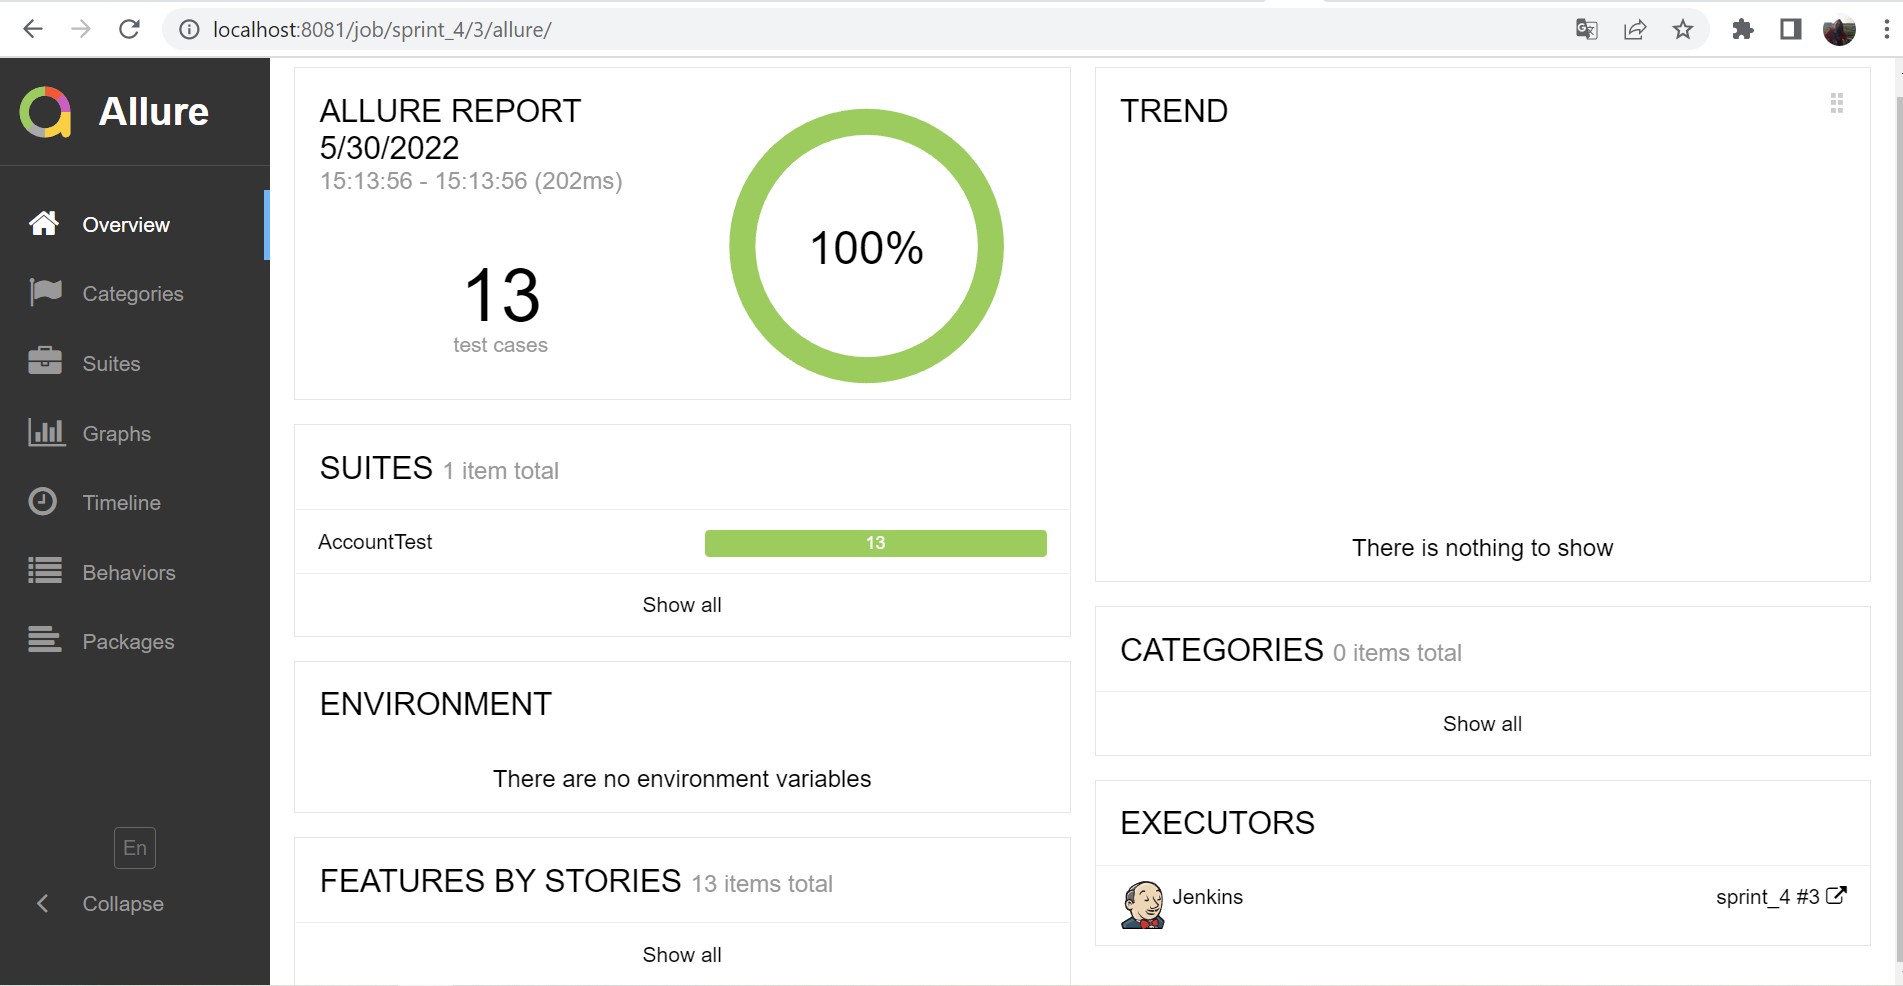 localhost:8081/job/sprint_4/3/allure/
Allure
Overview
Categories
Suites
Graphs
Timeline
Behaviors
Packages
En
Collapse
ALLURE REPORT
5/30/2022
15:13:56 - 15:13:56 (202ms)
13
test cases
100%
SUITES 1 item total
AccountTest 13
Show all
ENVIRONMENT
There are no environment variables
FEATURES BY STORIES 13 items total
Show all
TREND
There is nothing to show
CATEGORIES 0 items total
Show all
EXECUTORS
Jenkins sprint_4 #3